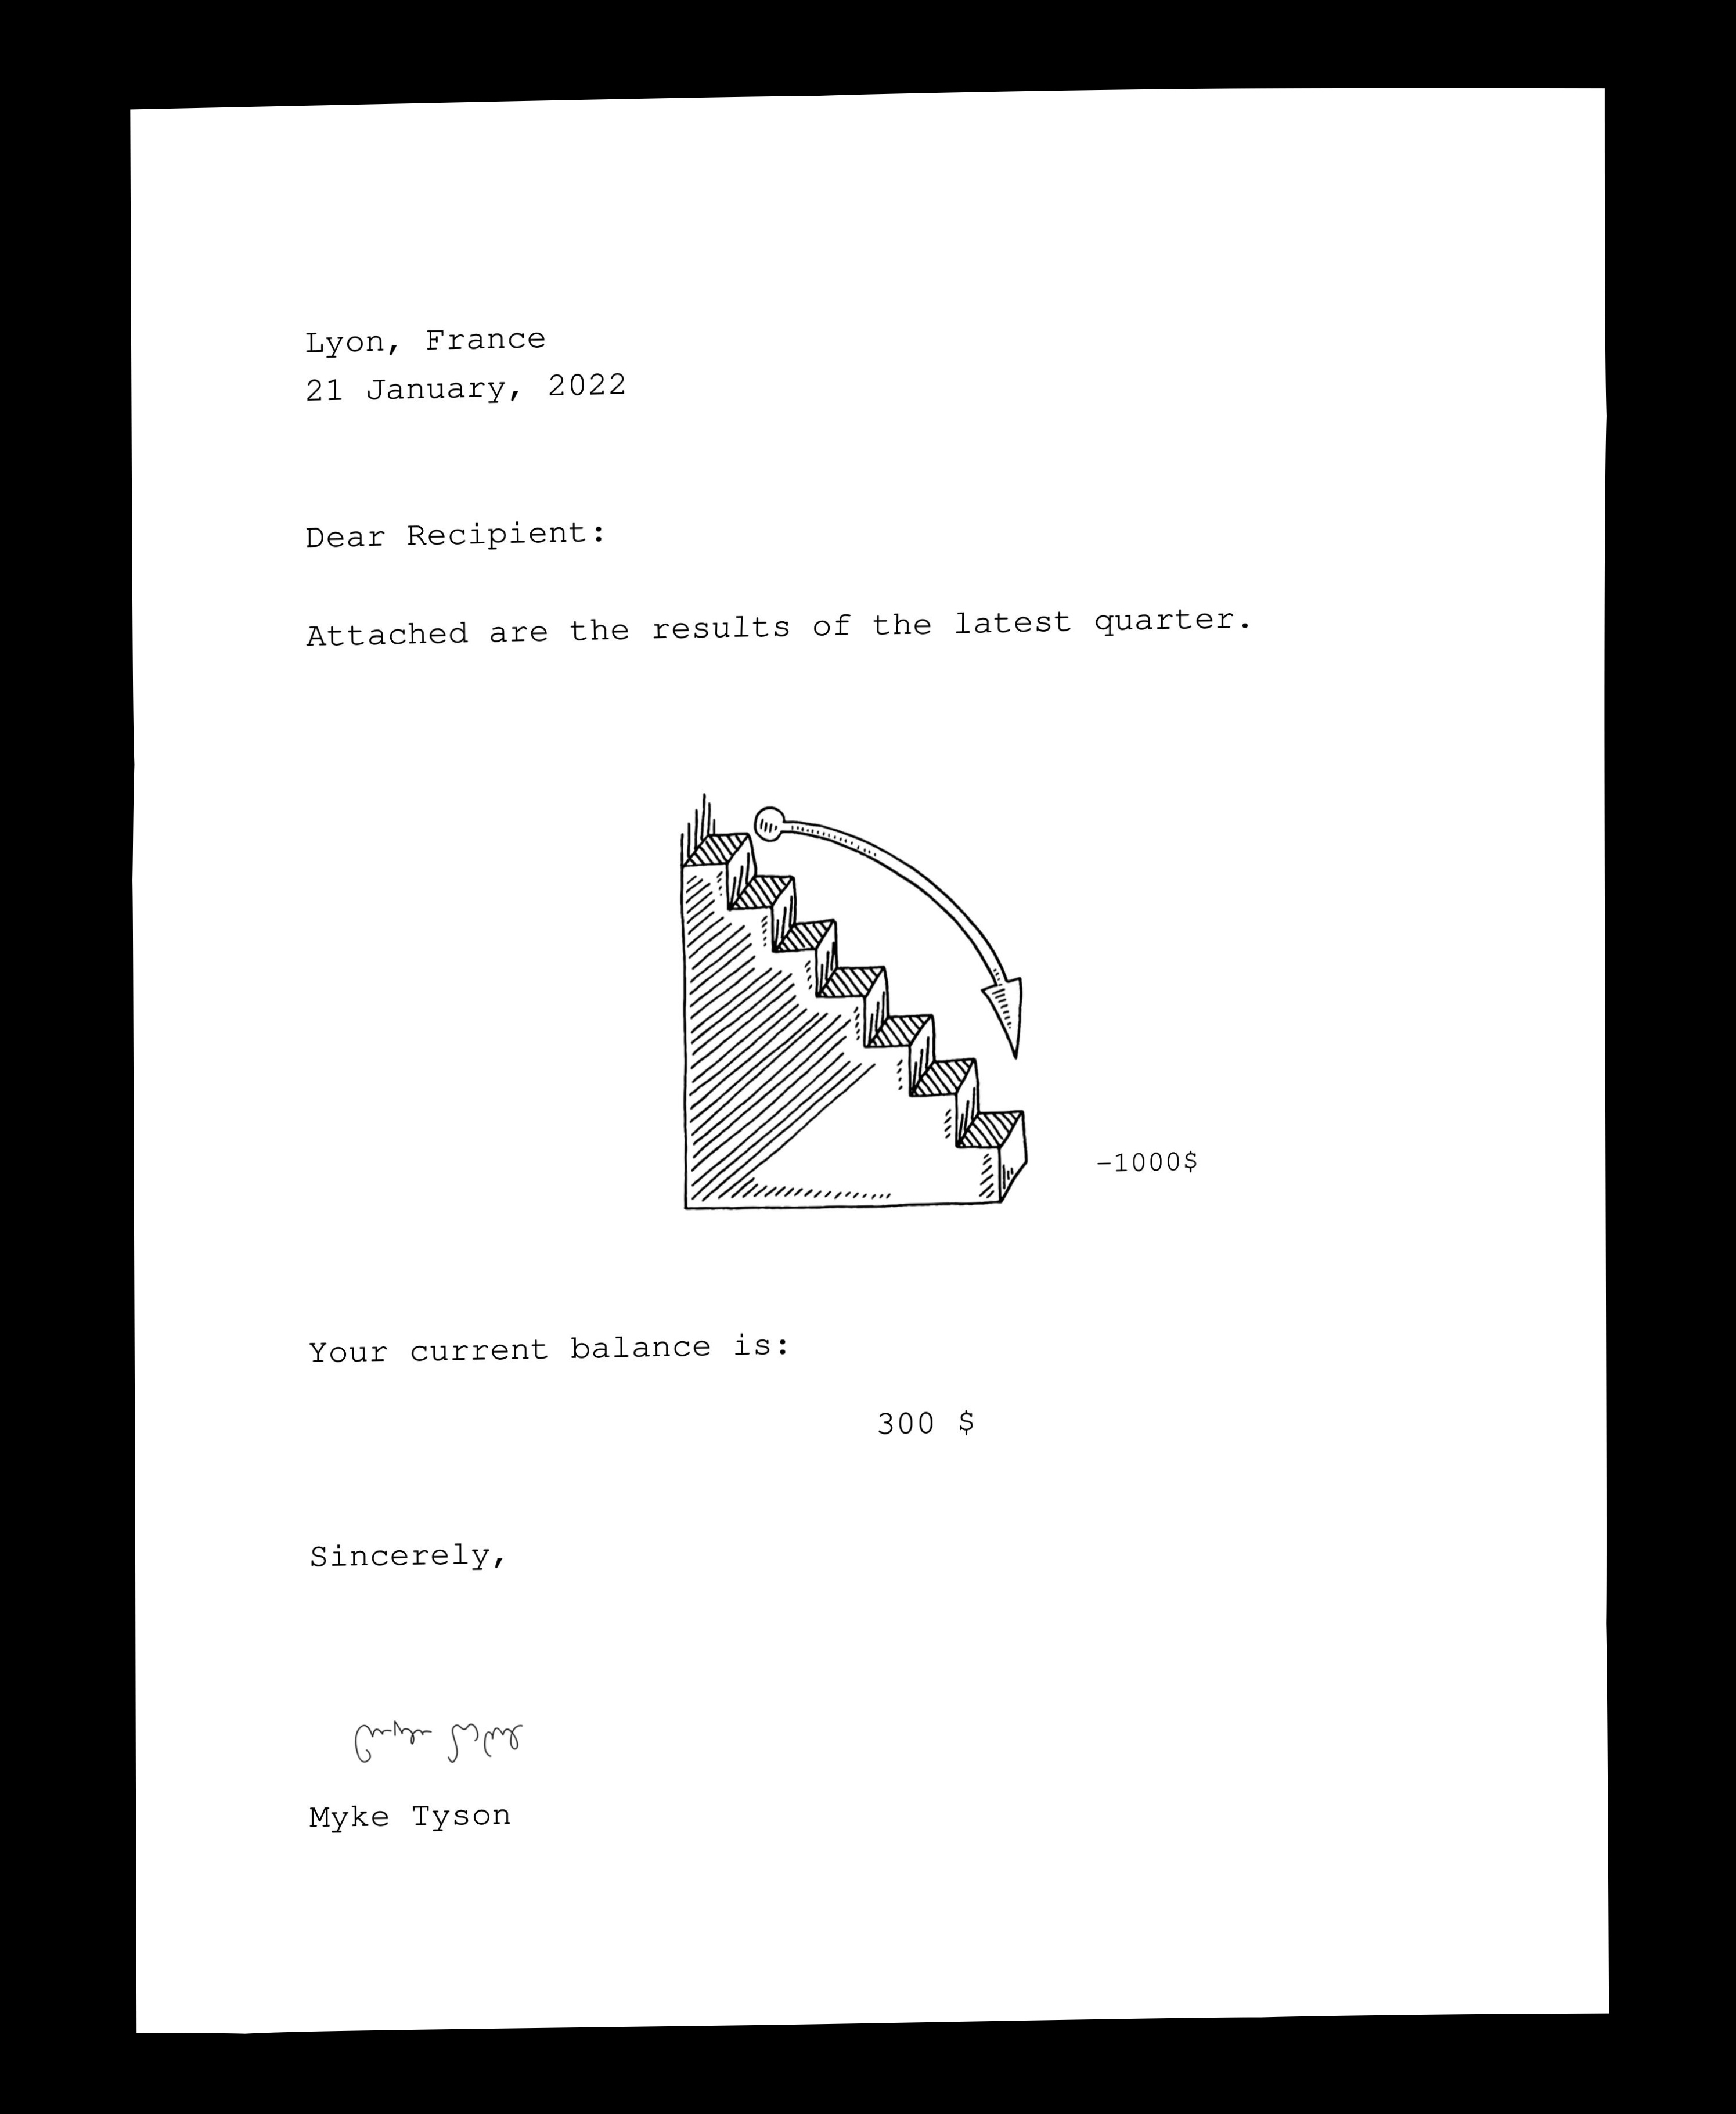 Lyon, France
21 January, 2022
Dear Recipient:
Attached are the results of the latest quarter.
-1000$
Your current balance is:
300 $
Sincerely,
Myke Tyson